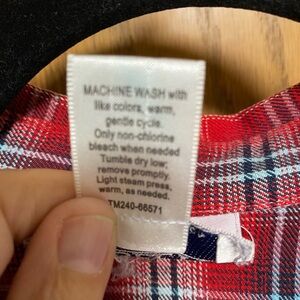 MACHINE WASH with
like colors, warm,
gentle cycle.
Only non-chlorine
bleach when needed
Tumble dry low;
remove promptly.
Light steam press,
warm, as needed.
TM240-66571